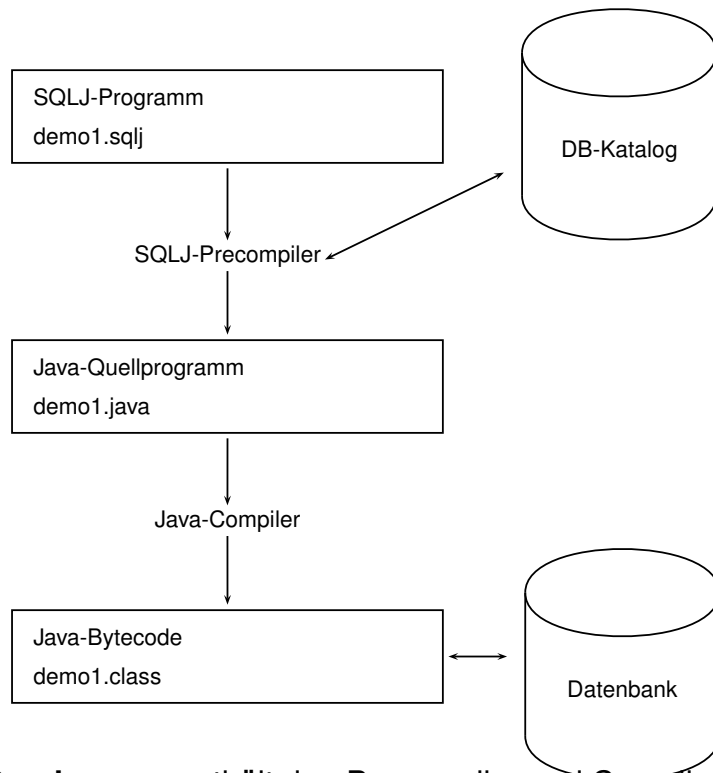 SQLJ-Programm
demo1.sqlj
DB-Katalog
SQLJ-Precompiler
Java-Quellprogramm
demo1.java
Java-Compiler
Java-Bytecode
demo1.class
Datenbank